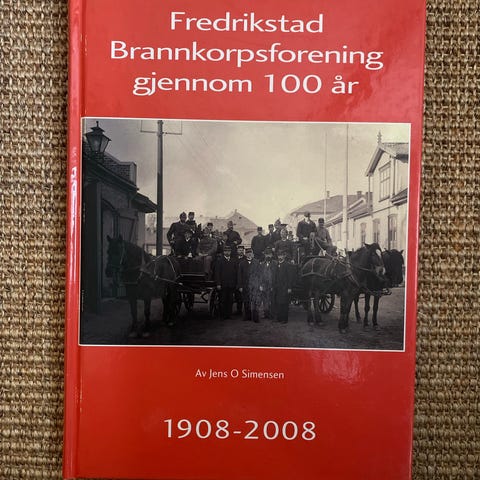 Fredrikstad
Brannkorpsforening
gjennom 100 år
Av Jens O Simensen
1908-2008